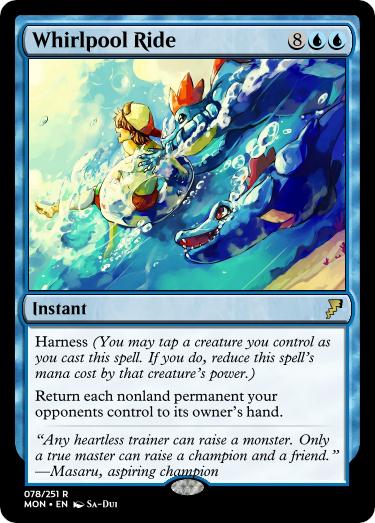 Whirlpool Ride 8
Instant
Harness (You may tap a creature you control as
you cast this spell. If you do, reduce this spell's
mana cost by that creature's power.)
Return each nonland permanent your
opponents control to its owner's hand.
"Any heartless trainer can raise a monster. Only
a true master can raise a champion and a friend."
—Masaru, aspiring champion
078/251 R
MON • EN Sa-Dui